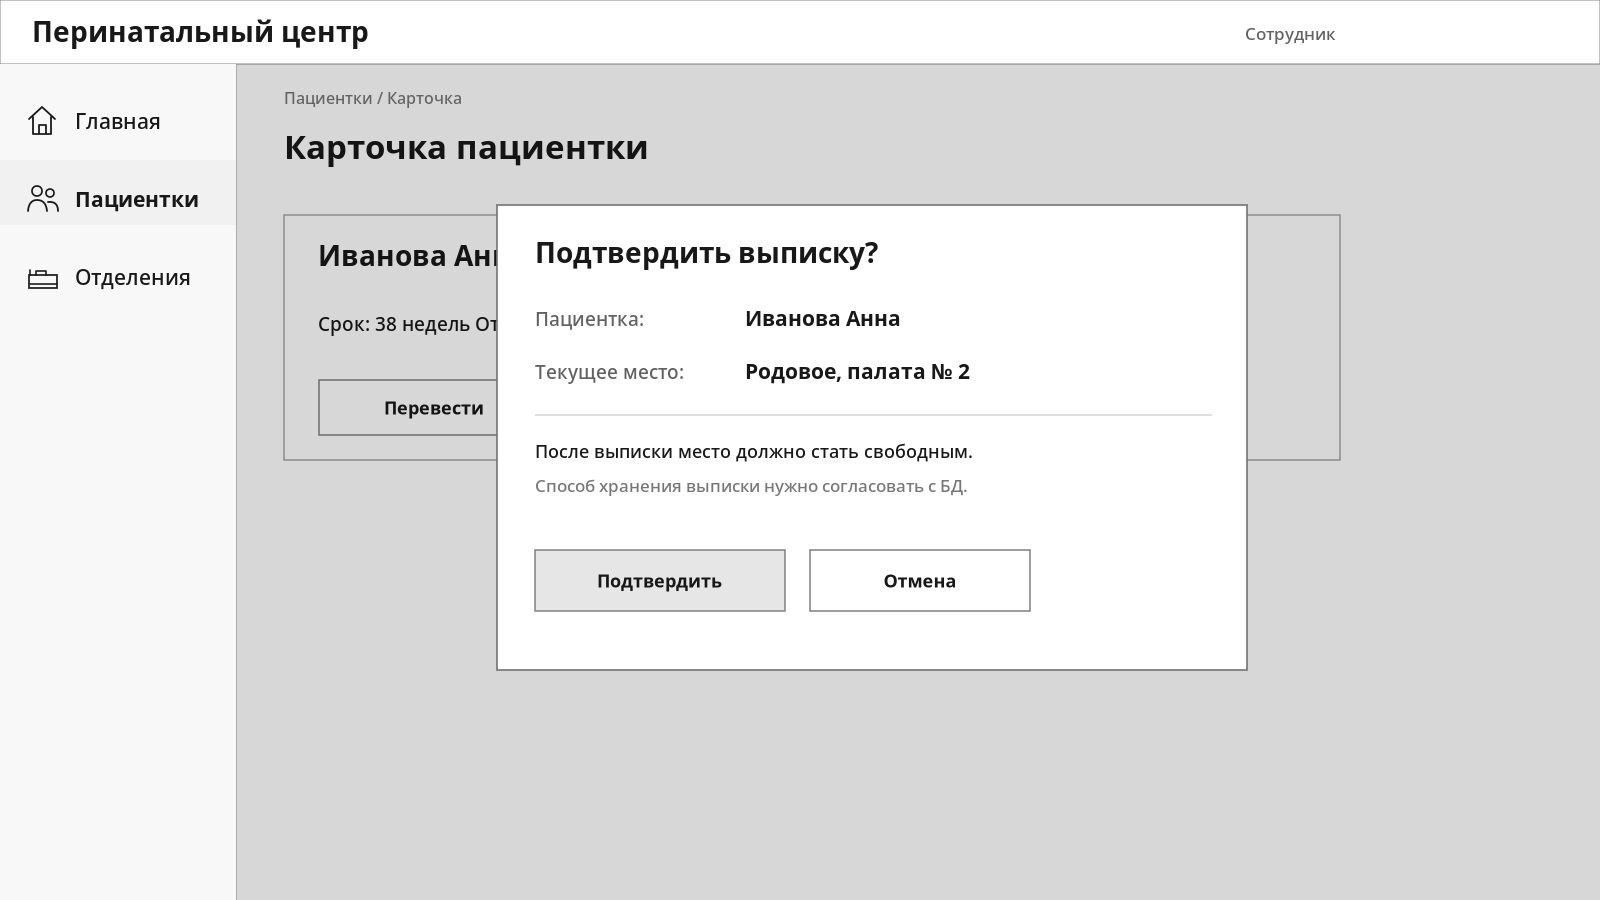 Перинатальный центр
Сотрудник
Главная
Пациентки
Отделения
Пациентки / Карточка
Карточка пациентки
Иванова
Срок: 38 недель
Перевести
Подтвердить выписку?
Пациентка: Иванова Анна
Текущее место: Родовое, палата № 2
После выписки место должно стать свободным.
Способ хранения выписки нужно согласовать с БД.
Подтвердить
Отмена